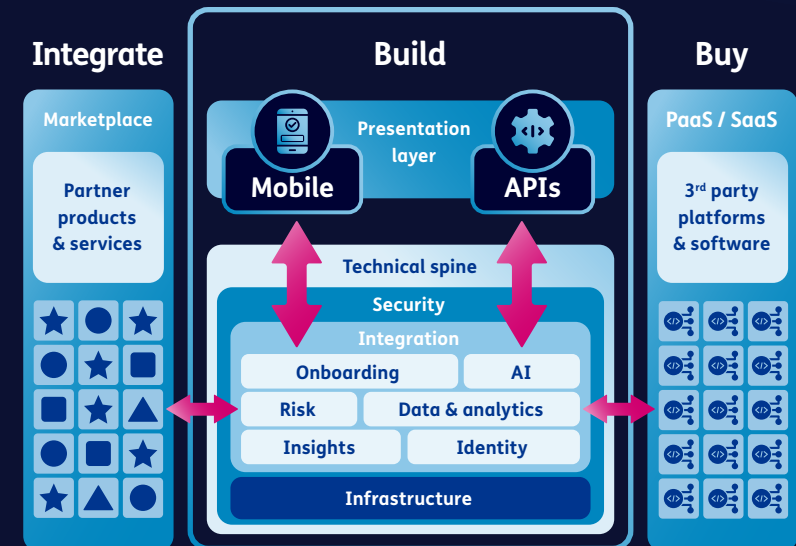 Integrate
Build
Buy
Marketplace
Partner
products
& services
Presentation
layer
Mobile
APIs
Technical spine
Security
Integration
Onboarding
AI
Risk
Data & analytics
Insights
Identity
Infrastructure
PaaS / SaaS
3rd party
platforms
& software